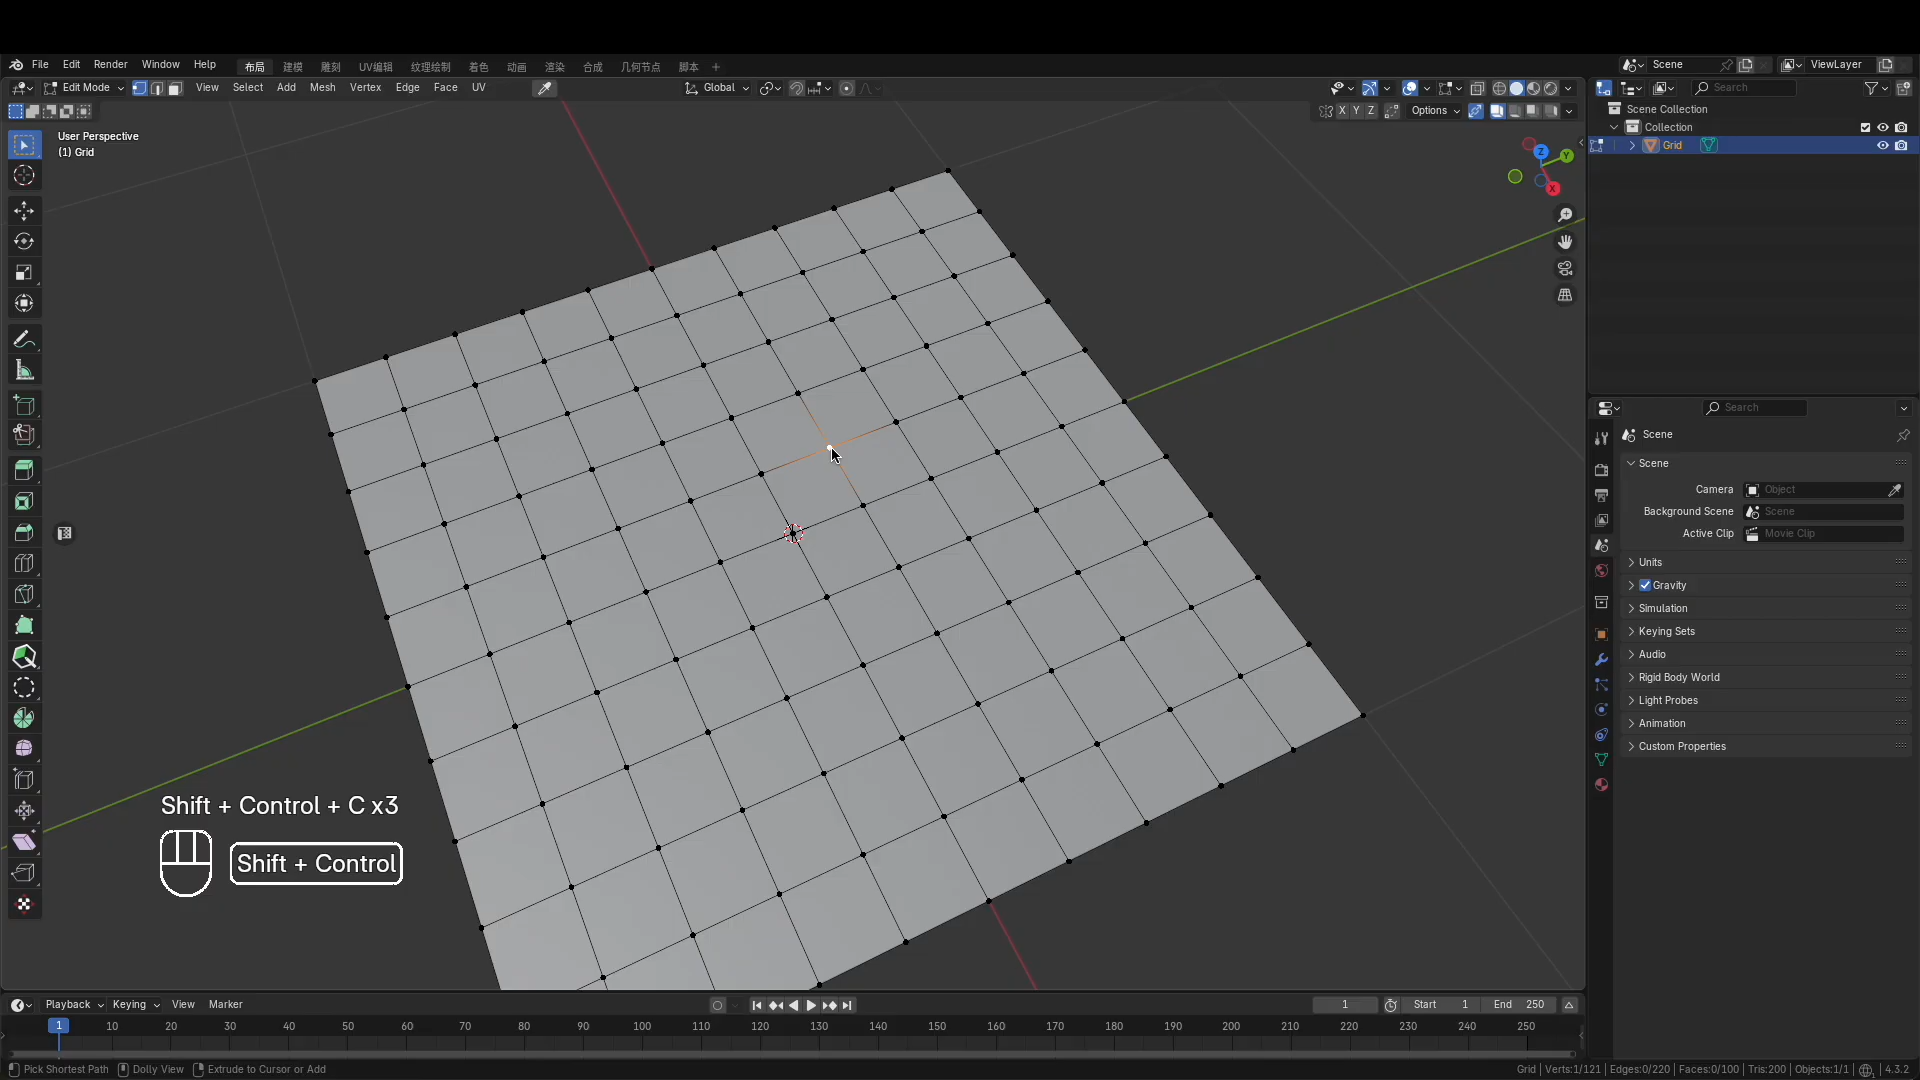 File Edit Render Window Help 布局 建模 雕刻 UV编辑 纹理绘制 着色 动画 渲染 合成 几何节点 脚本 + Scene ViewLayer
Edit Mode View Select Add Mesh Vertex Edge Face UV Global Search
X Y Z Options
Scene Collection
Collection
Grid
User Perspective
(1) Grid
Z Y X
Search
Scene
Scene
Camera Object
Background Scene Scene
Active Clip Movie Clip
Units
Gravity
Simulation
Keying Sets
Audio
Rigid Body World
Light Probes
Animation
Custom Properties
Shift + Control + C x3
Shift + Control
Playback Keying View Marker 1 Start 1 End 250
1 10 20 30 40 50 60 70 80 90 100 110 120 130 140 150 160 170 180 190 200 210 220 230 240 250
Pick Shortest Path Dolly View Extrude to Cursor or Add Grid | Verts:1/121 | Edges:0/220 | Faces:0/100 | Tris:200 | Objects:1/1 | 4.3.2